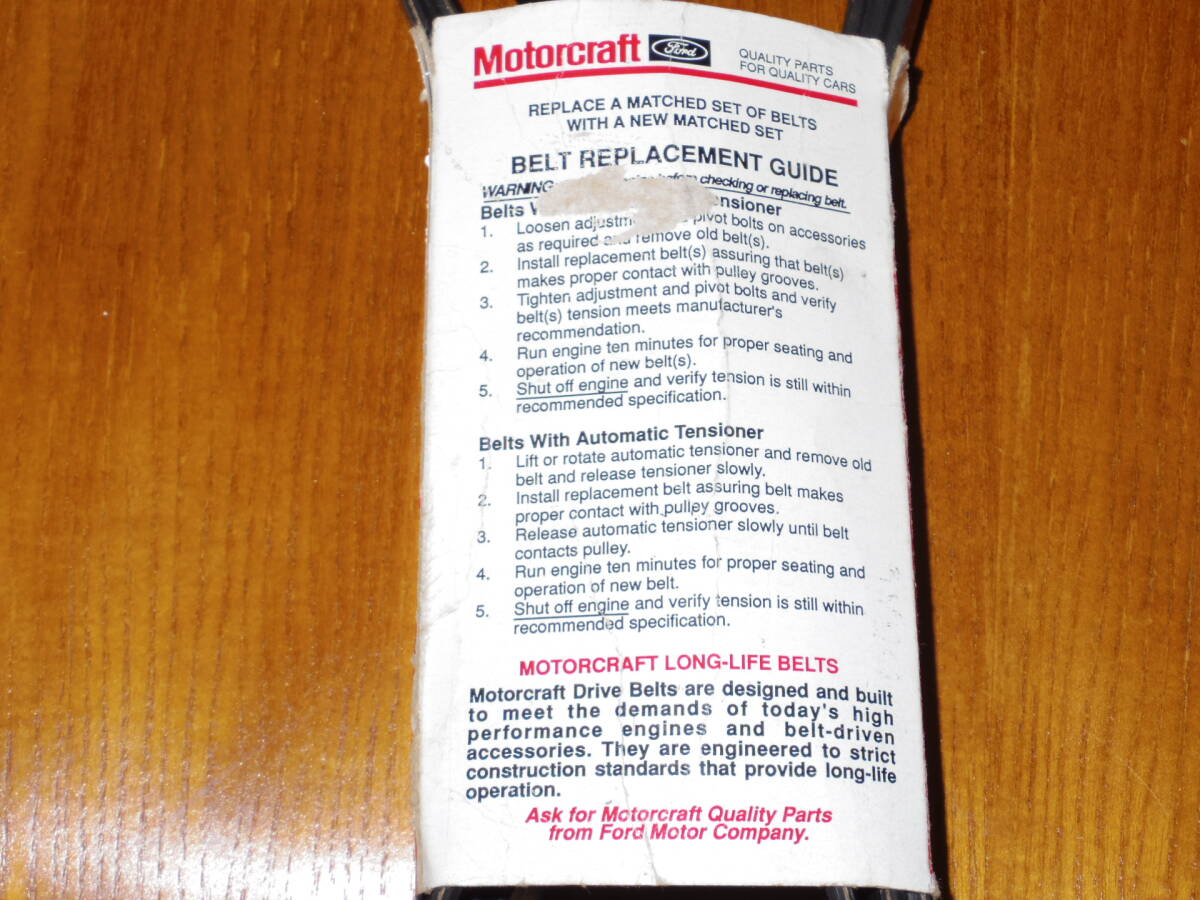 Motorcraft Ford QUALITY PARTS
FOR QUALITY CARS
REPLACE A MATCHED SET OF BELTS
WITH A NEW MATCHED SET
BELT REPLACEMENT GUIDE
WARNING before checking or replacing belt.
Belts
1. Loosen pivot bolts on accessories
as required and remove old belt(s).
2. Install replacement belt(s) assuring that belt(s)
makes proper contact with pulley grooves.
3. Tighten adjustment and pivot bolts and verify
belt(s) tension meets manufacturer's
recommendation.
4. Run engine ten minutes for proper seating and
operation of new belt(s).
5. Shut off engine and verify tension is still within
recommended specification.
Belts With Automatic Tensioner
1. Lift or rotate automatic tensioner and remove old
belt and release tensioner slowly.
2. Install replacement belt assuring belt makes
proper contact with pulley grooves.
3. Release automatic tensioner slowly until belt
contacts pulley.
4. Run engine ten minutes for proper seating and
operation of new belt.
5. Shut off engine and verify tension is still within
recommended specification.
MOTORCRAFT LONG-LIFE BELTS
Motorcraft Drive Belts are designed and built
to meet the demands of today's high
performance engines and belt-driven
accessories. They are engineered to strict
construction standards that provide long-life
operation.
Ask for Motorcraft Quality Parts
from Ford Motor Company.